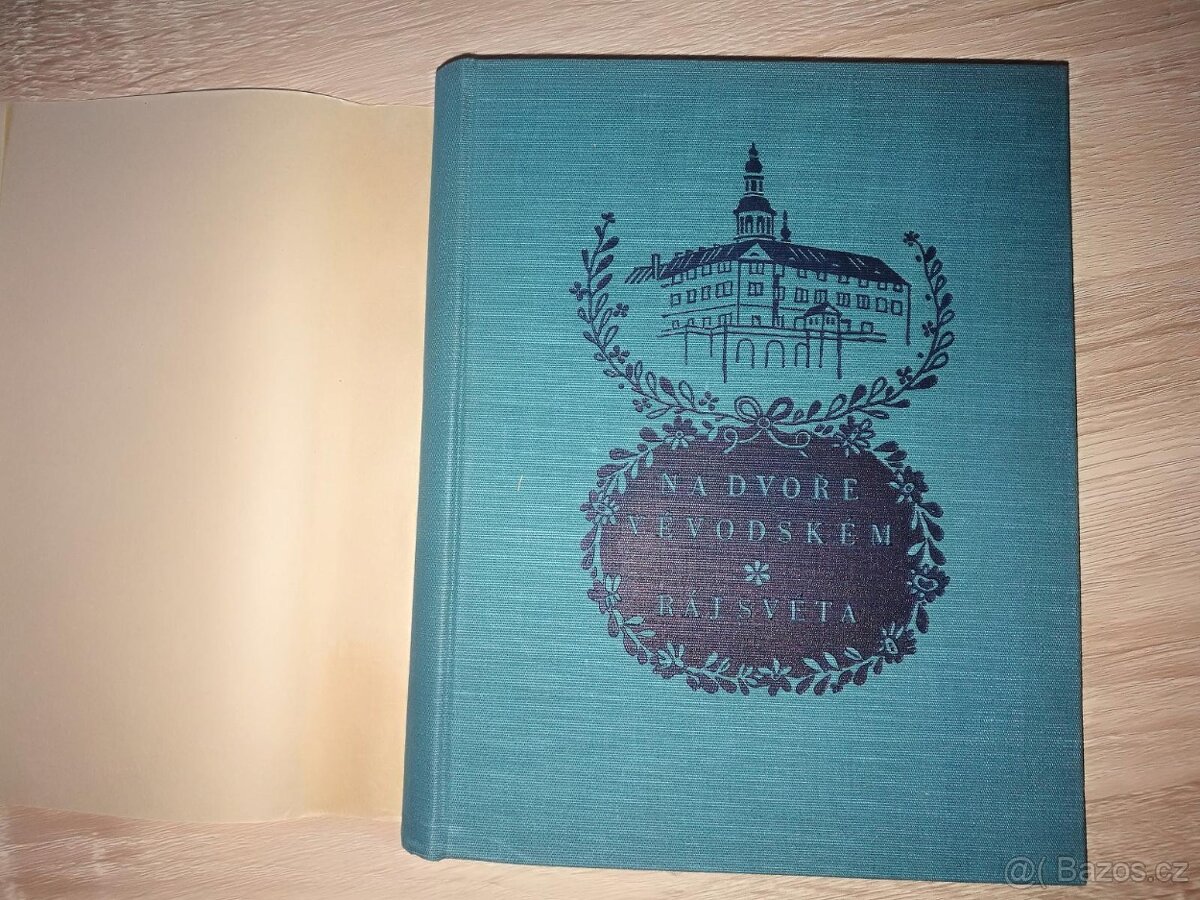 NA DVOŘE
VÉVODSKÉM
RÁJ SVĚTA
@( Bazos.cz